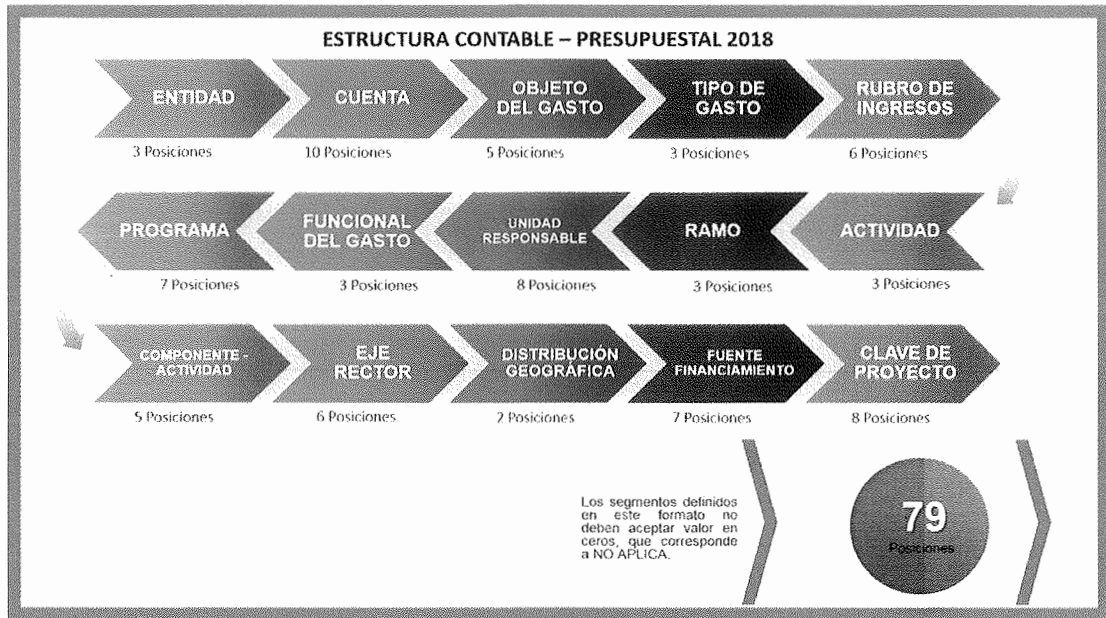 ESTRUCTURA CONTABLE – PRESUPUESTAL 2018
ENTIDAD
3 Posiciones
CUENTA
10 Posiciones
OBJETO
DEL GASTO
5 Posiciones
TIPO DE
GASTO
3 Posiciones
RUBRO DE
INGRESOS
6 Posiciones
ACTIVIDAD
3 Posiciones
RAMO
3 Posiciones
UNIDAD
RESPONSABLE
8 Posiciones
FUNCIONAL
DEL GASTO
3 Posiciones
PROGRAMA
7 Posiciones
COMPONENTE -
ACTIVIDAD
5 Posiciones
EJE
RECTOR
6 Posiciones
DISTRIBUCIÓN
GEOGRÁFICA
2 Posiciones
FUENTE
FINANCIAMIENTO
7 Posiciones
CLAVE DE
PROYECTO
8 Posiciones
Los segmentos definidos
en este formato no
deben aceptar valor en
ceros, que corresponde
a NO APLICA.
79
Posiciones